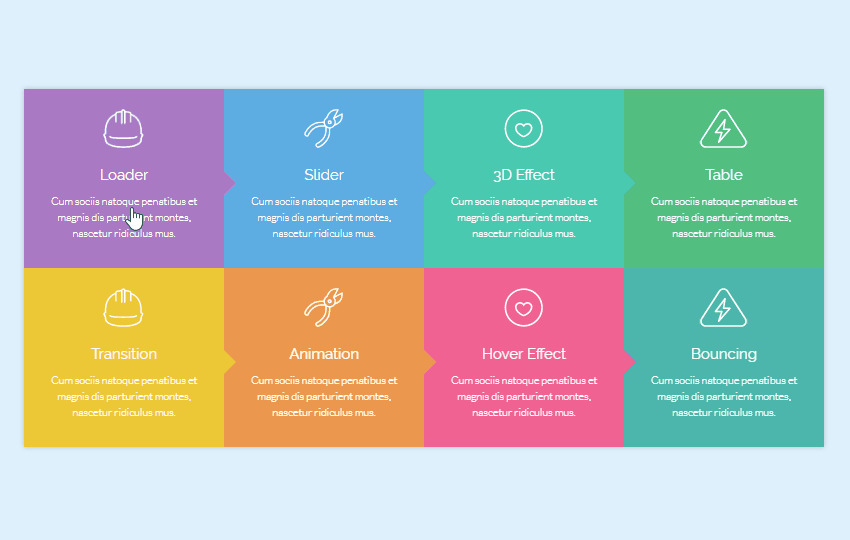 Loader
Cum sociis natoque penatibus et
magnis dis parturient montes,
nascetur ridiculus mus.
Slider
Cum sociis natoque penatibus et
magnis dis parturient montes,
nascetur ridiculus mus.
3D Effect
Cum sociis natoque penatibus et
magnis dis parturient montes,
nascetur ridiculus mus.
Table
Cum sociis natoque penatibus et
magnis dis parturient montes,
nascetur ridiculus mus.
Transition
Cum sociis natoque penatibus et
magnis dis parturient montes,
nascetur ridiculus mus.
Animation
Cum sociis natoque penatibus et
magnis dis parturient montes,
nascetur ridiculus mus.
Hover Effect
Cum sociis natoque penatibus et
magnis dis parturient montes,
nascetur ridiculus mus.
Bouncing
Cum sociis natoque penatibus et
magnis dis parturient montes,
nascetur ridiculus mus.